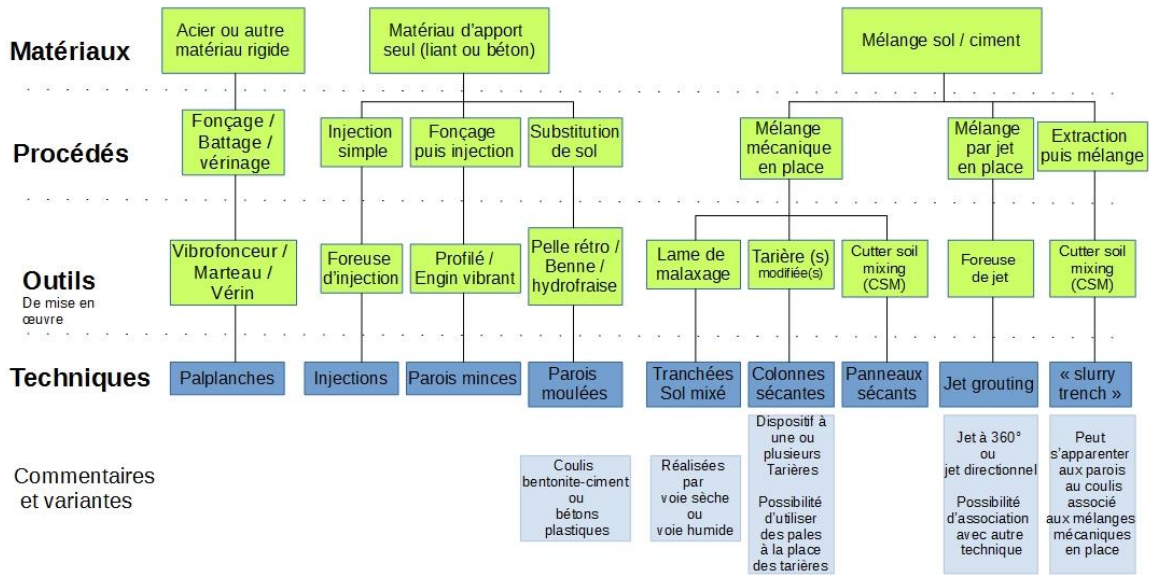 Matériaux
Acier ou autre
matériau rigide
Matériau d'apport
seul (liant ou béton)
Mélange sol / ciment
Procédés
Fonçage /
Battage /
vérinage
Injection
simple
Fonçage
puis injection
Substitution
de sol
Mélange
mécanique
en place
Mélange
par jet
en place
Extraction
puis mélange
Outils
De mise en
œuvre
Vibrofonceur /
Marteau /
Vérin
Foreuse
d'injection
Profilé /
Engin vibrant
Pelle rétro /
Benne /
hydrofraise
Lame de
malaxage
Tarière (s)
modifiée(s)
Cutter soil
mixing
(CSM)
Foreuse
de jet
Cutter soil
mixing
(CSM)
Techniques
Palplanches
Injections
Parois minces
Parois
moulées
Tranchées
Sol mixé
Colonnes
sécantes
Panneaux
sécants
Jet grouting
« slurry
trench »
Commentaires
et variantes
Coulis
bentonite-ciment
ou
bétons
plastiques
Réalisées
par
voie sèche
ou
voie humide
Dispositif à
une ou
plusieurs
Tarières
Possibilité
d'utiliser
des pales
à la place
des tarières
Jet à 360°
ou
jet directionnel
Possibilité
d'association
avec autre
technique
Peut
s'apparenter
aux parois
au coulis
associé
aux mélanges
mécaniques
en place